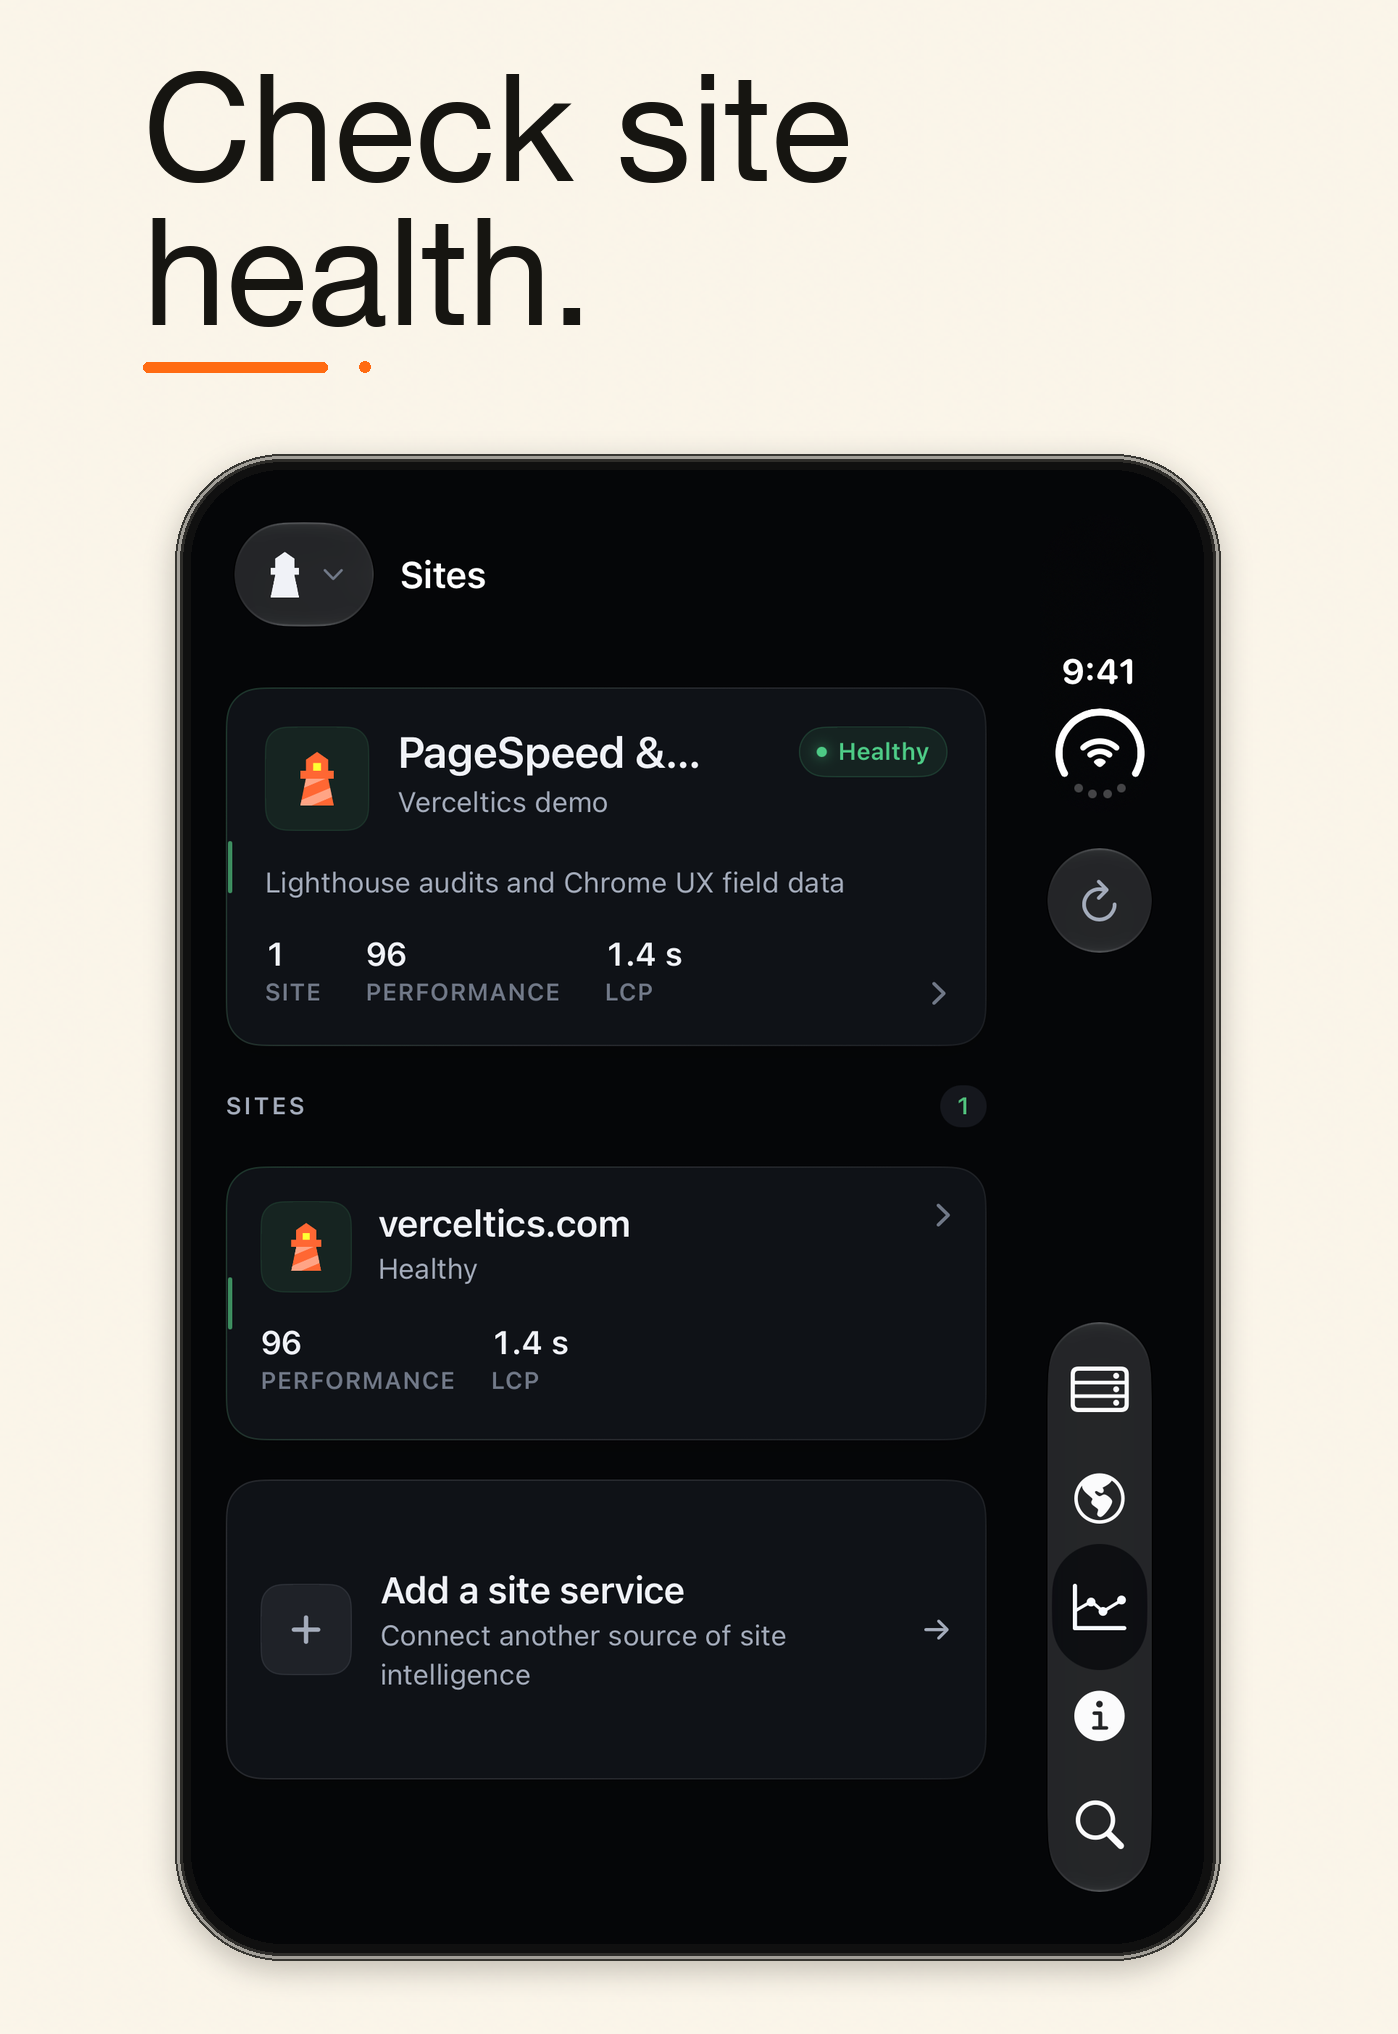 Check site
health.
Sites
9:41
PageSpeed &...
Healthy
Verceltics demo
Lighthouse audits and Chrome UX field data
1 96 1.4 s
SITE PERFORMANCE LCP
SITES 1
verceltics.com
Healthy
96 1.4 s
PERFORMANCE LCP
Add a site service
Connect another source of site
intelligence